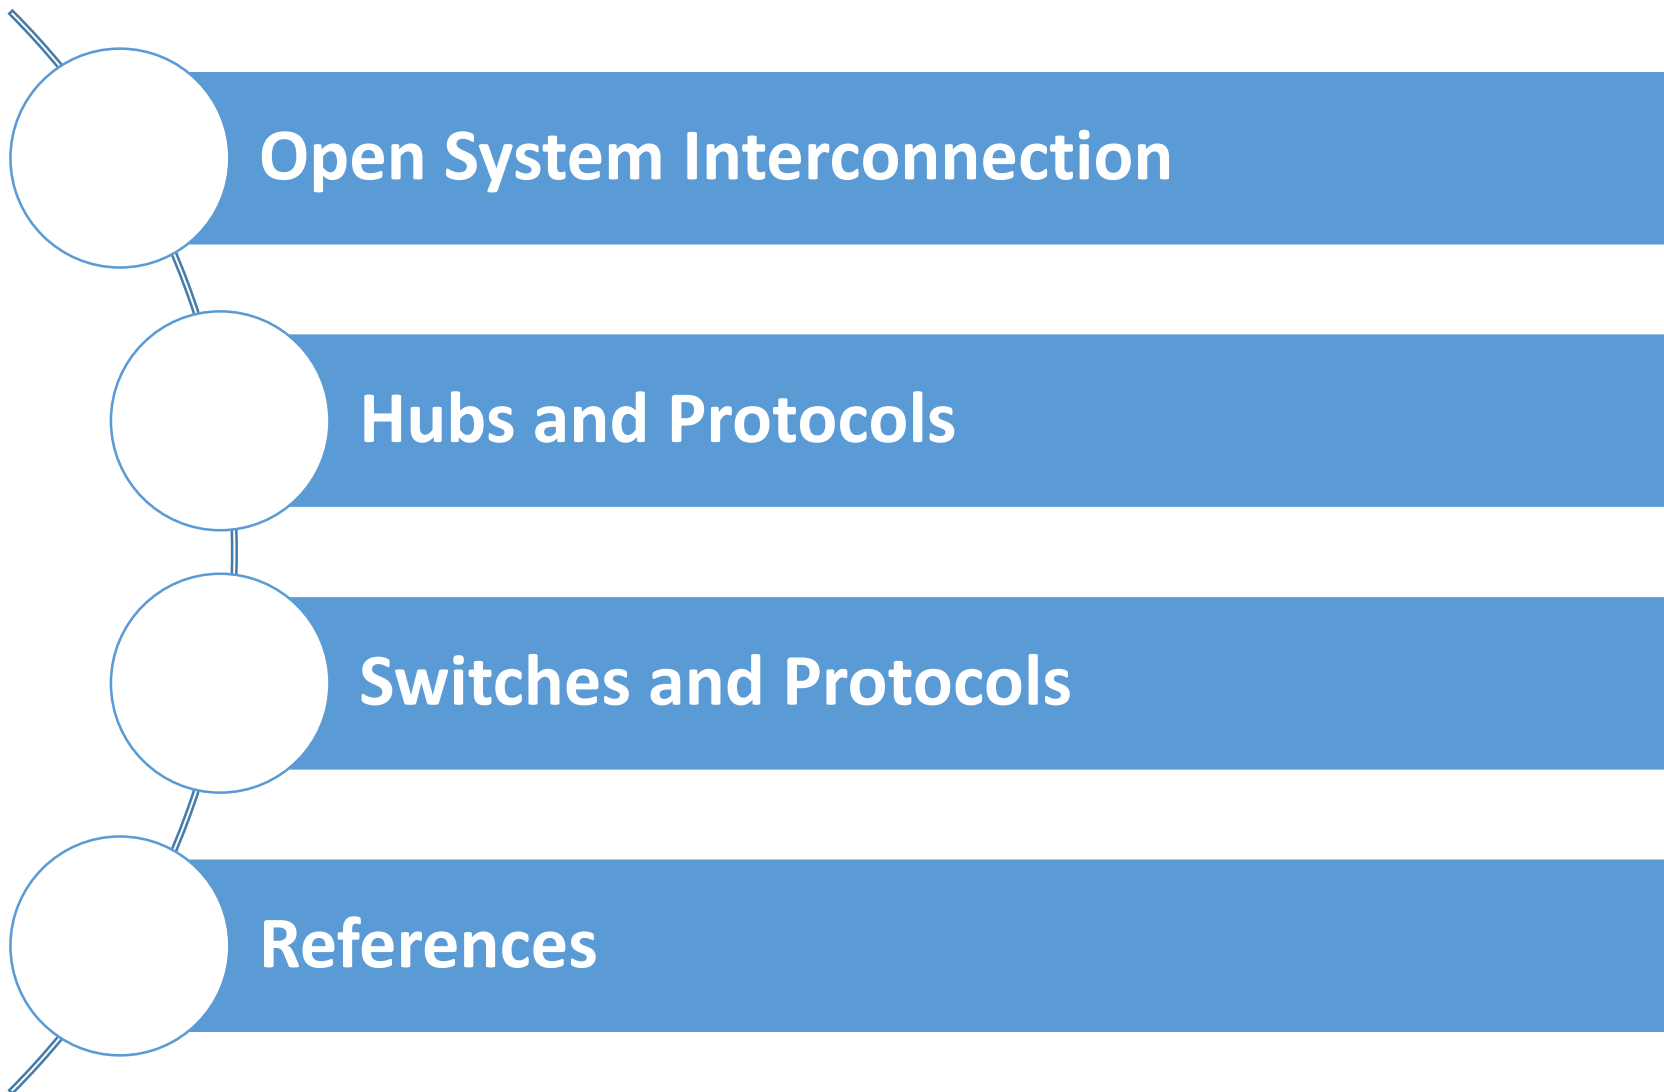 Open System Interconnection
Hubs and Protocols
Switches and Protocols
References